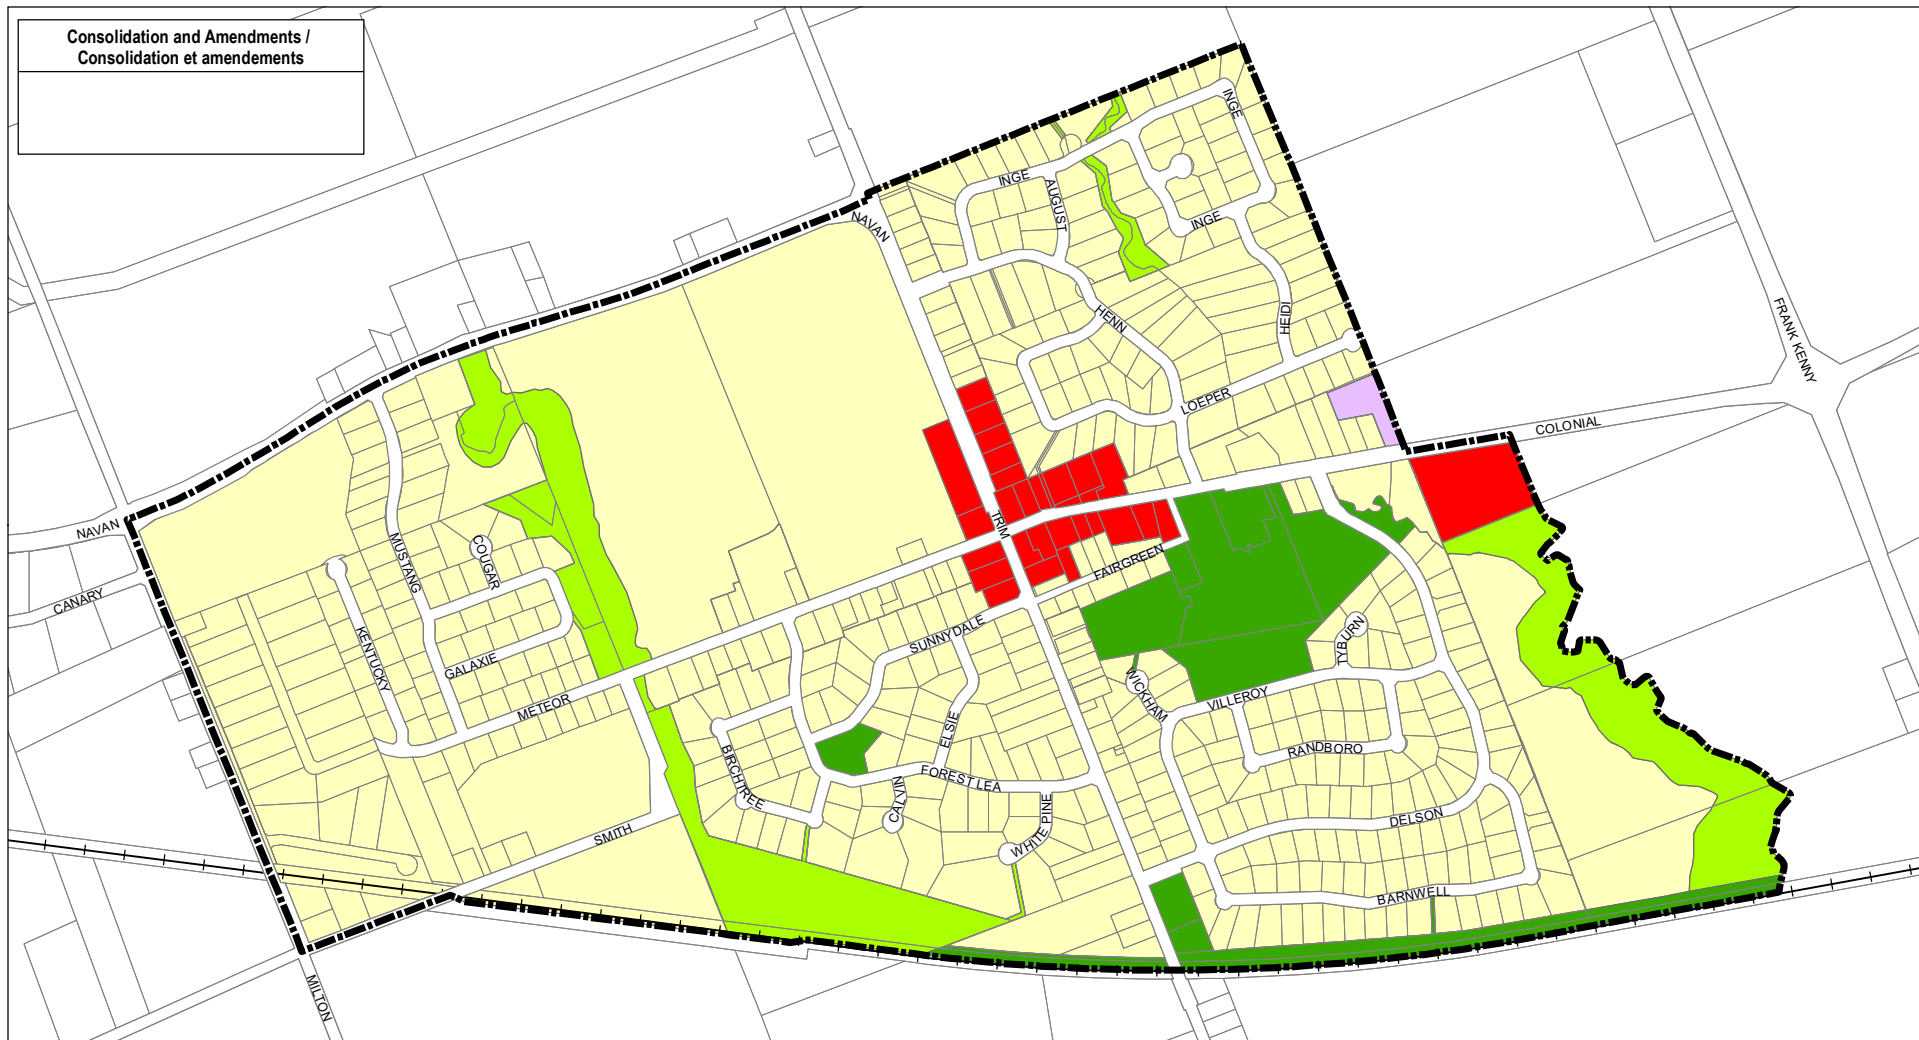 Consolidation and Amendments /
Consolidation et amendements
INGE
INGE
AUGUST
NAVAN
INGE
HENN
HEIDI
FRANK KENNY
LOEPER
COLONIAL
NAVAN
TRIM
MUSTANG
COUGAR
FAIRGREEN
CANARY
KENTUCKY
SUNNYDALE
TYBURN
GALAXIE
WICKHAM
VILLEROY
METEOR
ELSIE
RANDBORO
BIRCHTREE
FOREST LEA
CALVIN
WHITE PINE
DELSON
SMITH
BARNWELL
MILTON